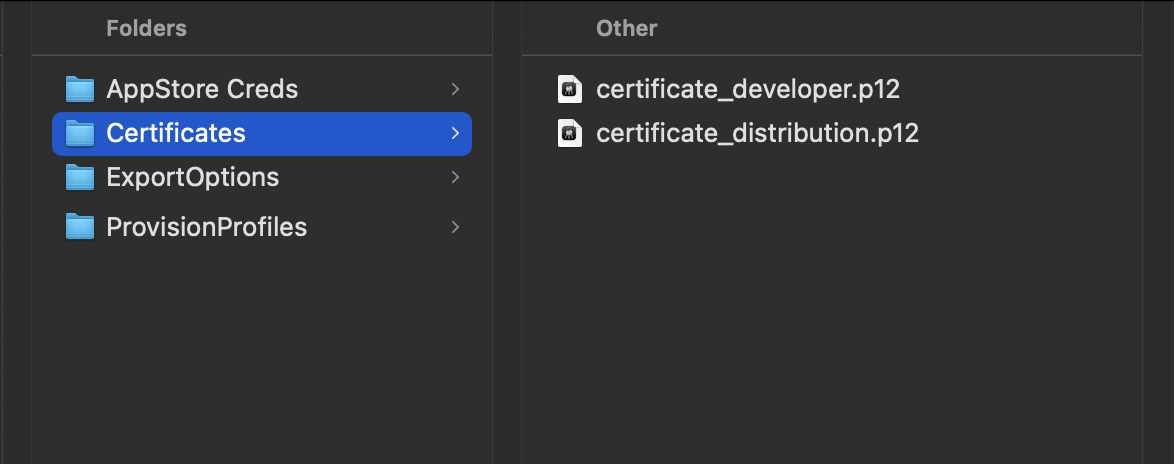 Folders
AppStore Creds
Certificates
ExportOptions
ProvisionProfiles
Other
certificate_developer.p12
certificate_distribution.p12